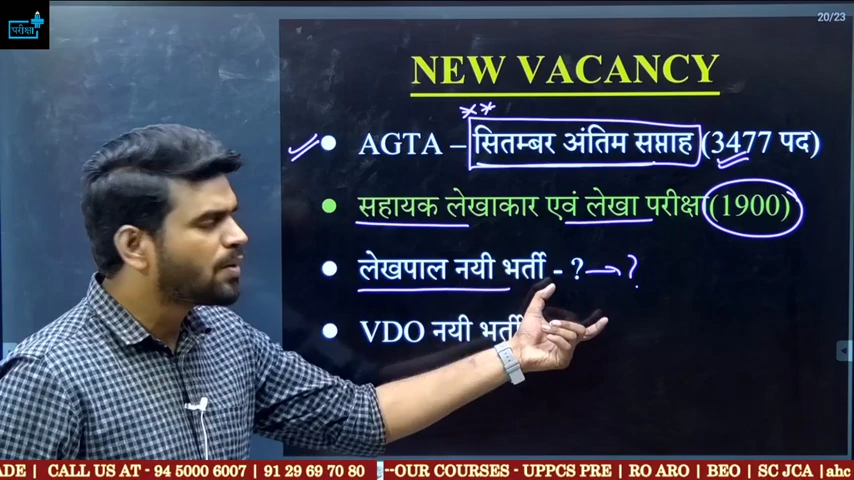 परीक्षा
20/23
NEW VACANCY
**
AGTA – सितम्बर अंतिम सप्ताह (3477 पद)
सहायक लेखाकार एवं लेखा परीक्षा (1900)
लेखपाल नयी भर्ती - ? → ?
VDO नयी भर्ती
ADE | CALL US AT - 94 5000 6007 | 91 29 69 70 80 --OUR COURSES - UPPCS PRE | RO ARO | BEO | SC JCA |ahc